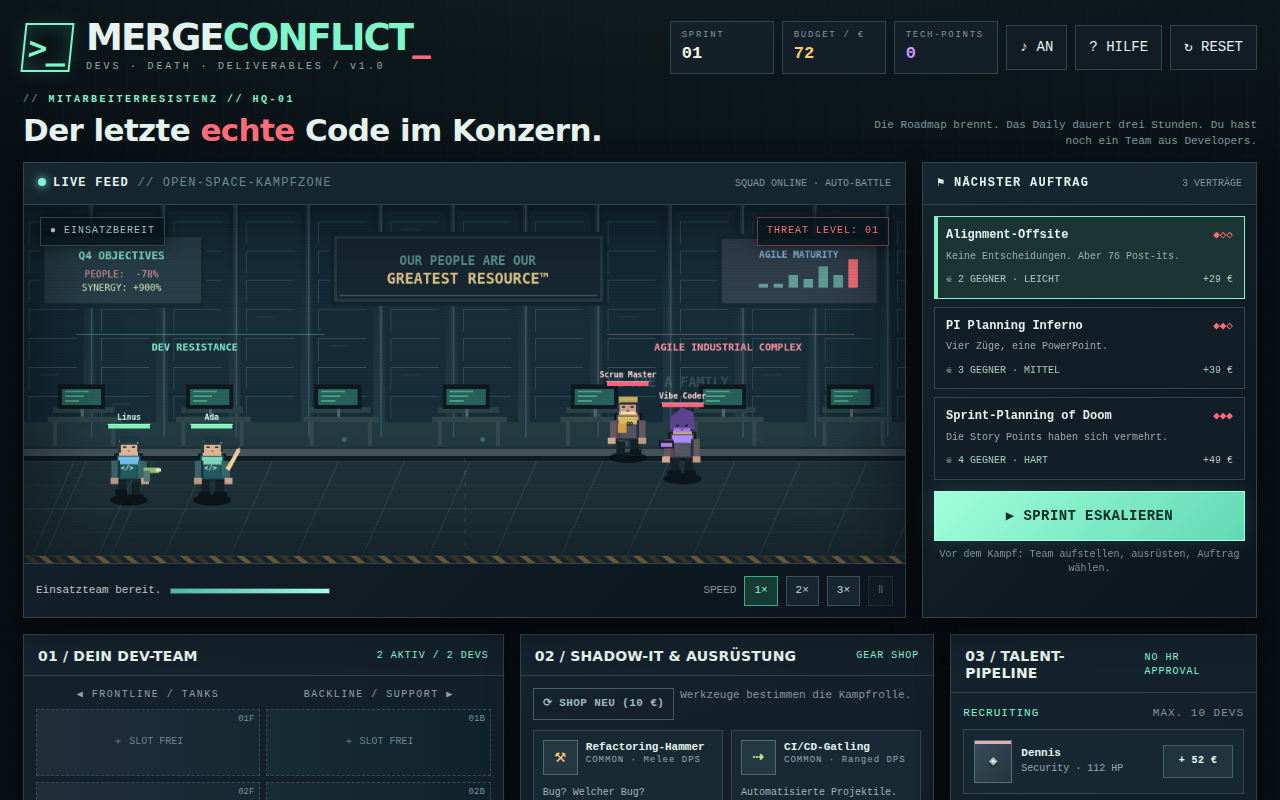 >_ MERGECONFLICT_
DEVS · DEATH · DELIVERABLES / v1.0
SPRINT
01
BUDGET / €
72
TECH-POINTS
0
♪ AN
? HILFE
↻ RESET
// MITARBEITERRESISTENZ // HQ-01
Der letzte echte Code im Konzern.
Die Roadmap brennt. Das Daily dauert drei Stunden. Du hast
noch ein Team aus Developers.
LIVE FEED // OPEN-SPACE-KAMPFZONE
SQUAD ONLINE · AUTO-BATTLE
● EINSATZBEREIT
THREAT LEVEL: 01
Q4 OBJECTIVES
PEOPLE: -78%
SYNERGY: +900%
OUR PEOPLE ARE OUR
GREATEST RESOURCE™
AGILE MATURITY
DEV RESISTANCE
AGILE INDUSTRIAL COMPLEX
Scrum Master
A FAMILY
Vibe Coder
Linus
Ada
</>
</>
Einsatzteam bereit.
SPEED
1×
2×
3×
Ⅱ
⚑ NÄCHSTER AUFTRAG
3 VERTRÄGE
Alignment-Offsite
◆◇◇
Keine Entscheidungen. Aber 76 Post-its.
☠ 2 GEGNER · LEICHT
+29 €
PI Planning Inferno
◆◆◇
Vier Züge, eine PowerPoint.
☠ 3 GEGNER · MITTEL
+39 €
Sprint-Planning of Doom
◆◆◆
Die Story Points haben sich vermehrt.
☠ 4 GEGNER · HART
+49 €
▶ SPRINT ESKALIEREN
Vor dem Kampf: Team aufstellen, ausrüsten, Auftrag
wählen.
01 / DEIN DEV-TEAM
2 AKTIV / 2 DEVS
◀ FRONTLINE / TANKS
BACKLINE / SUPPORT ▶
01F
+ SLOT FREI
01B
+ SLOT FREI
02F
02B
02 / SHADOW-IT & AUSRÜSTUNG
GEAR SHOP
⟳ SHOP NEU (10 €)
Werkzeuge bestimmen die Kampfrolle.
Refactoring-Hammer
COMMON · Melee DPS
Bug? Welcher Bug?
CI/CD-Gatling
COMMON · Ranged DPS
Automatisierte Projektile.
03 / TALENT-
PIPELINE
NO HR
APPROVAL
RECRUITING
MAX. 10 DEVS
Dennis
Security · 112 HP
+ 52 €